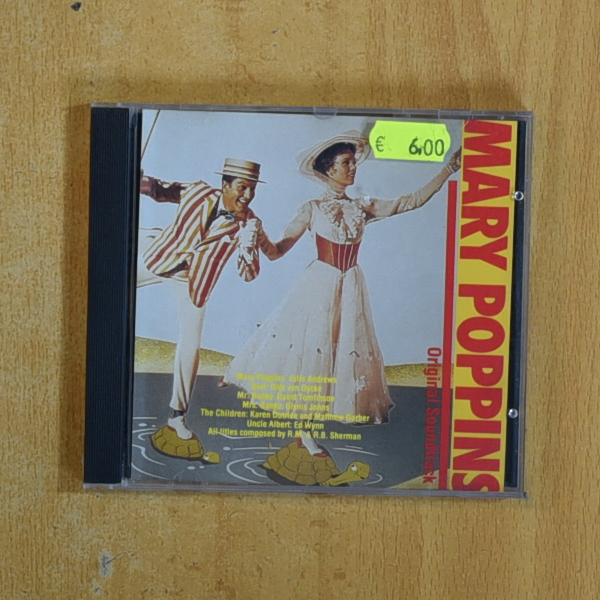 € 6,00
MARY POPPINS
Original Soundtrack
Mary Poppins: Julie Andrews
Bert: Dick van Dycke
Mr. Banks: David Tomlinson
Mrs. Banks: Glynis Johns
The Children: Karen Dotrice and Matthew Garber
Uncle Albert: Ed Wynn
All titles composed by R.M. & R.B. Sherman